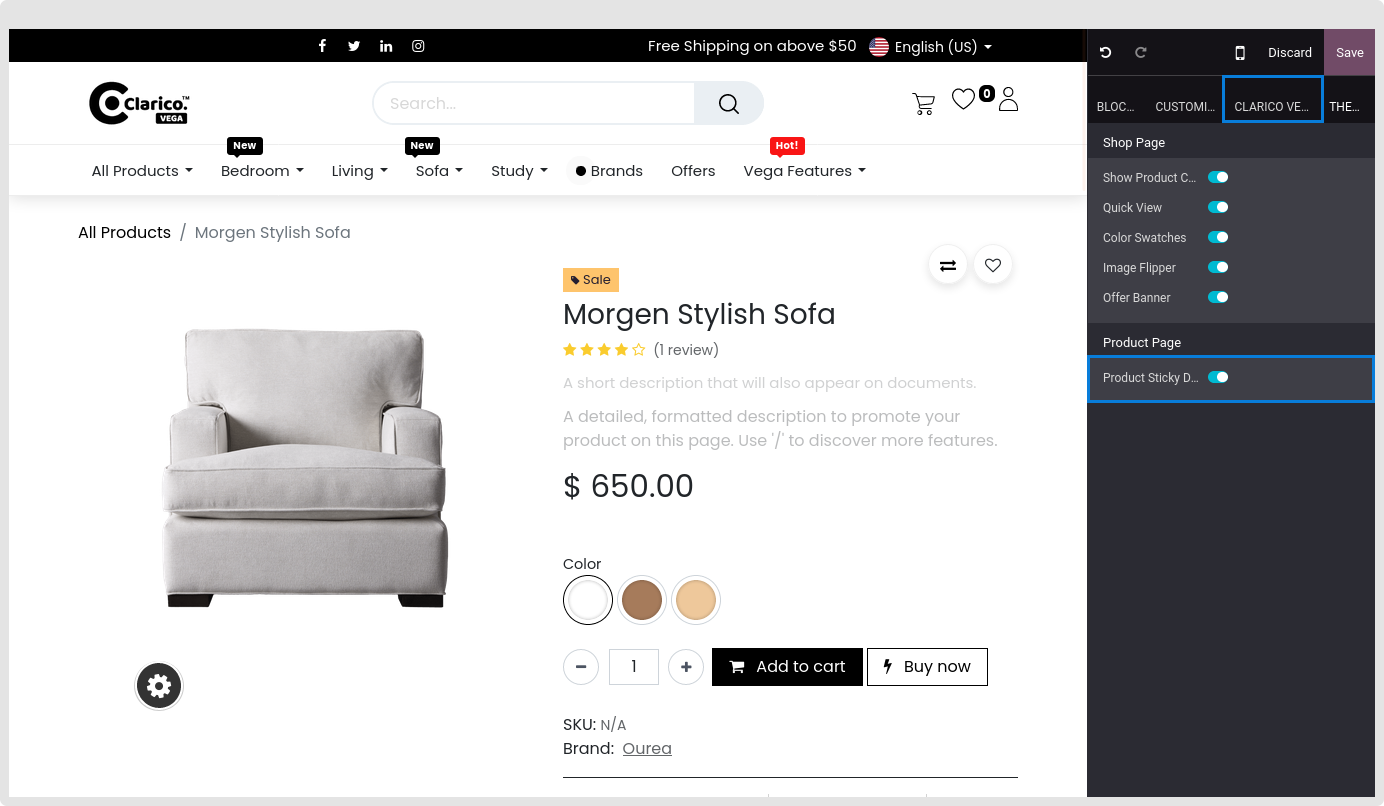 Free Shipping on above $50 English (US)
Discard Save
Clarico.™
VEGA
Search...
0
BLOC... CUSTOMI... CLARICO VE... THE...
Shop Page
New New Hot!
All Products Bedroom Living Sofa Study Brands Offers Vega Features
Show Product C...
Quick View
Color Swatches
Image Flipper
Offer Banner
Product Page
Product Sticky D...
All Products / Morgen Stylish Sofa
Sale
Morgen Stylish Sofa
(1 review)
A short description that will also appear on documents.
A detailed, formatted description to promote your
product on this page. Use '/' to discover more features.
$ 650.00
Color
1 Add to cart Buy now
SKU: N/A
Brand: Ourea